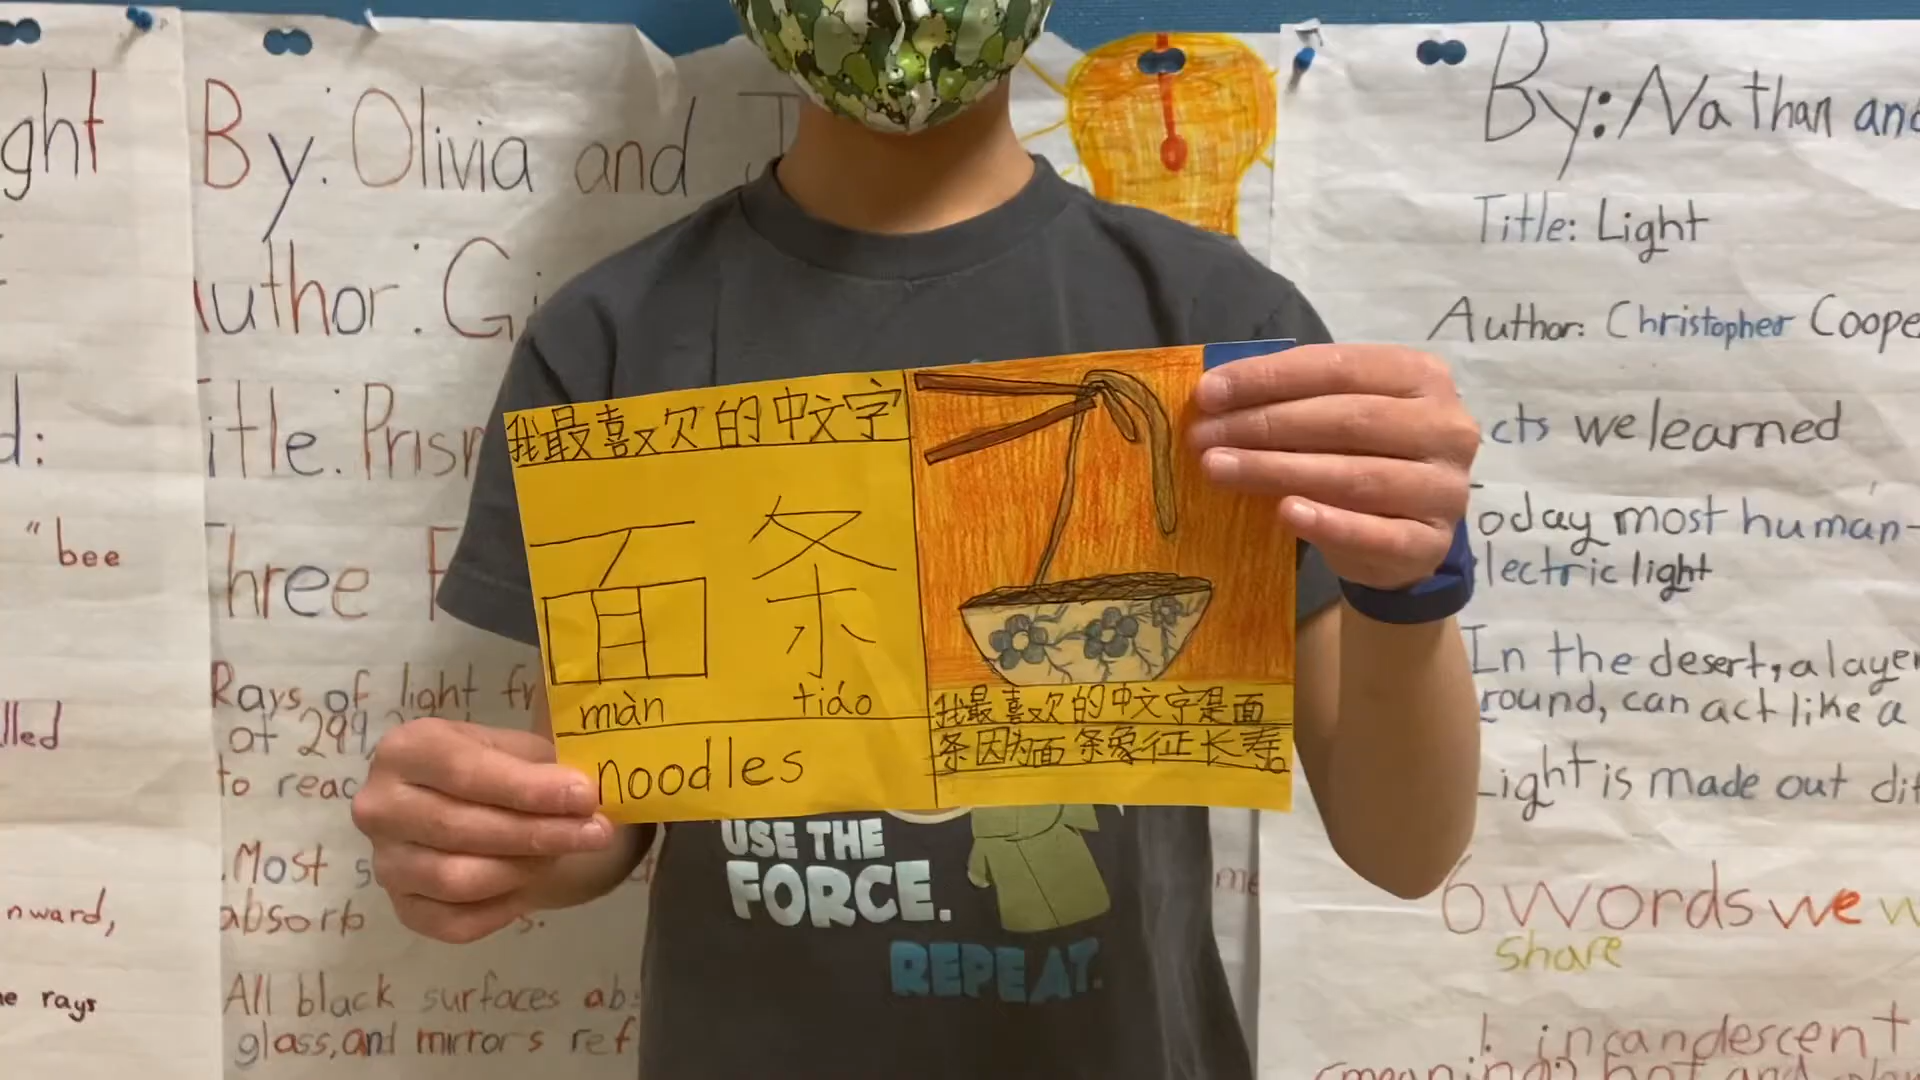 ght
d:
"bee
lled
nward,
rays
By: Olivia and
uthor: G
itle. Prism
hree
Rays of light fr
of 299,
to reac
.Most
absorb
s.
All black surfaces abs
glass, and mirrors ref
By: Nathan and
Title: Light
Author: Christopher Coope
cts we learned
oday most human-
lectric light
In the desert, a layer
round, can act like a
Light is made out dif
6 words we w
share
1. incandescent
我最喜欢的中文字
面条
màn tiáo
noodles
我最喜欢的中文字是面
条因为面条象征长寿。
USE THE
FORCE.
REPEAT.